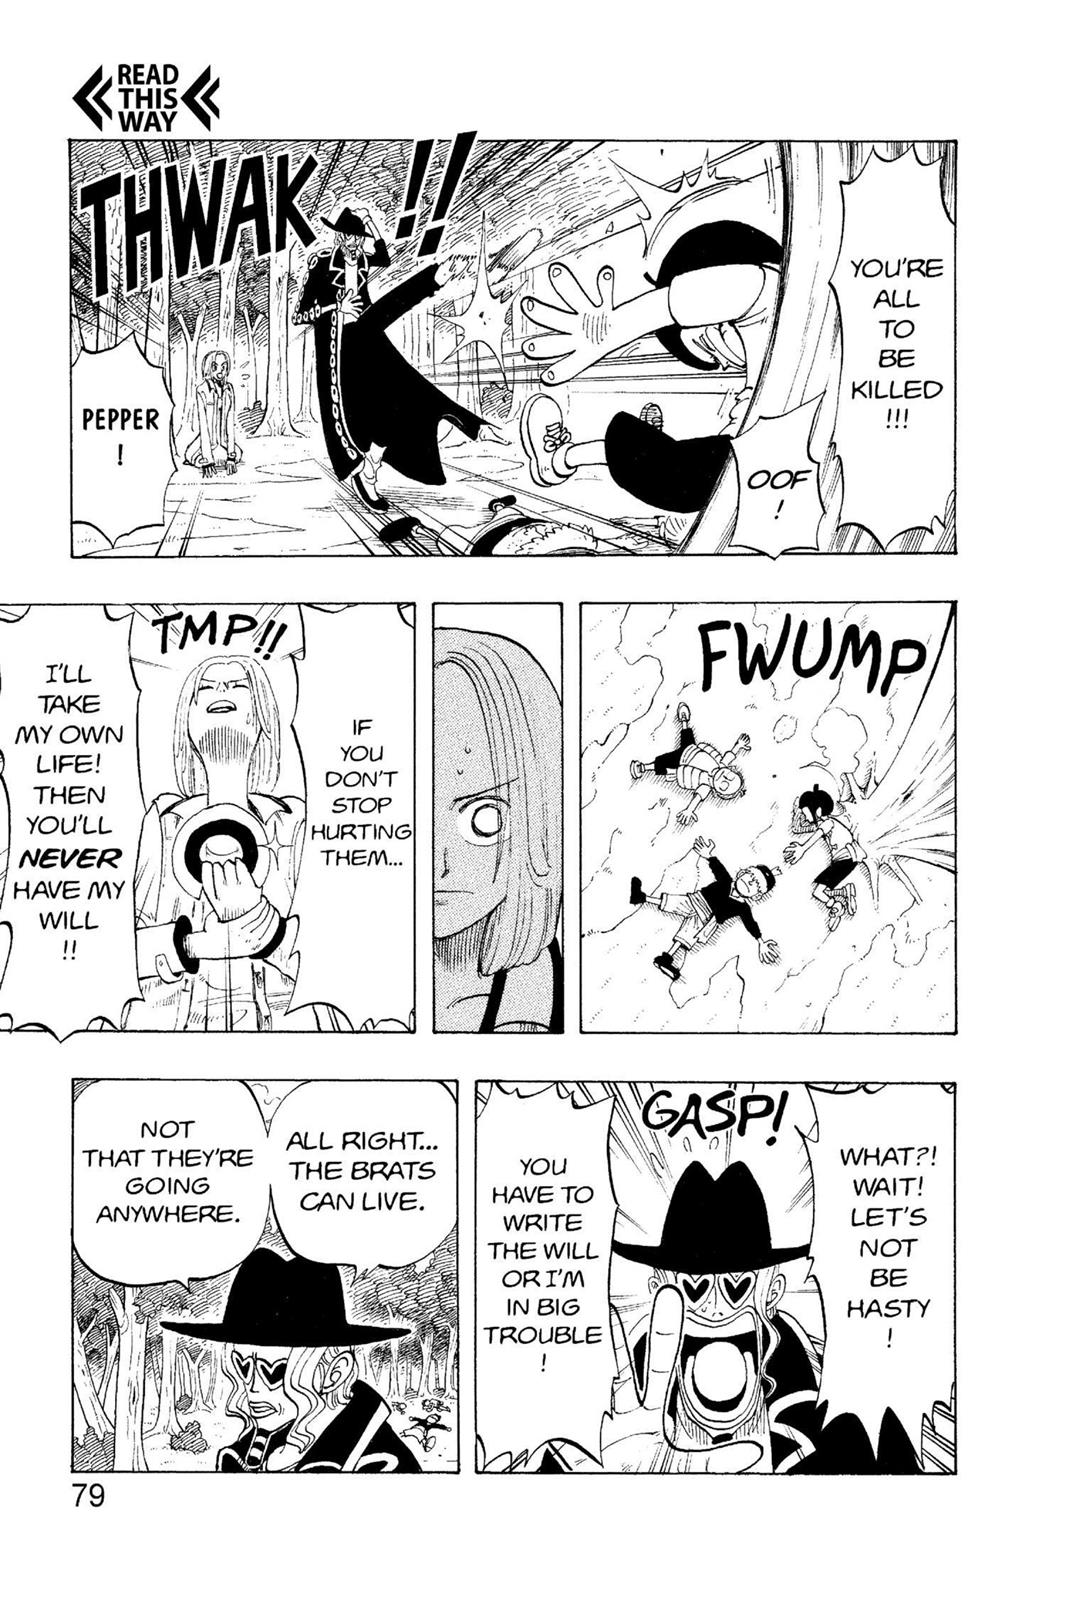 READ
THIS
WAY
YOU'RE
ALL
TO
BE
KILLED
!!!
OOF
!
THWAK !!
PEPPER
!
FWUMP
IF
YOU
DON'T
STOP
HURTING
THEM...
TMP!!
I'LL
TAKE
MY OWN
LIFE!
THEN
YOU'LL
NEVER
HAVE MY
WILL
!!
WHAT?!
WAIT!
LET'S
NOT
BE
HASTY
!
GASP!
YOU
HAVE TO
WRITE
THE WILL
OR I'M
IN BIG
TROUBLE
!
ALL RIGHT...
THE BRATS
CAN LIVE.
NOT
THAT THEY'RE
GOING
ANYWHERE.
79